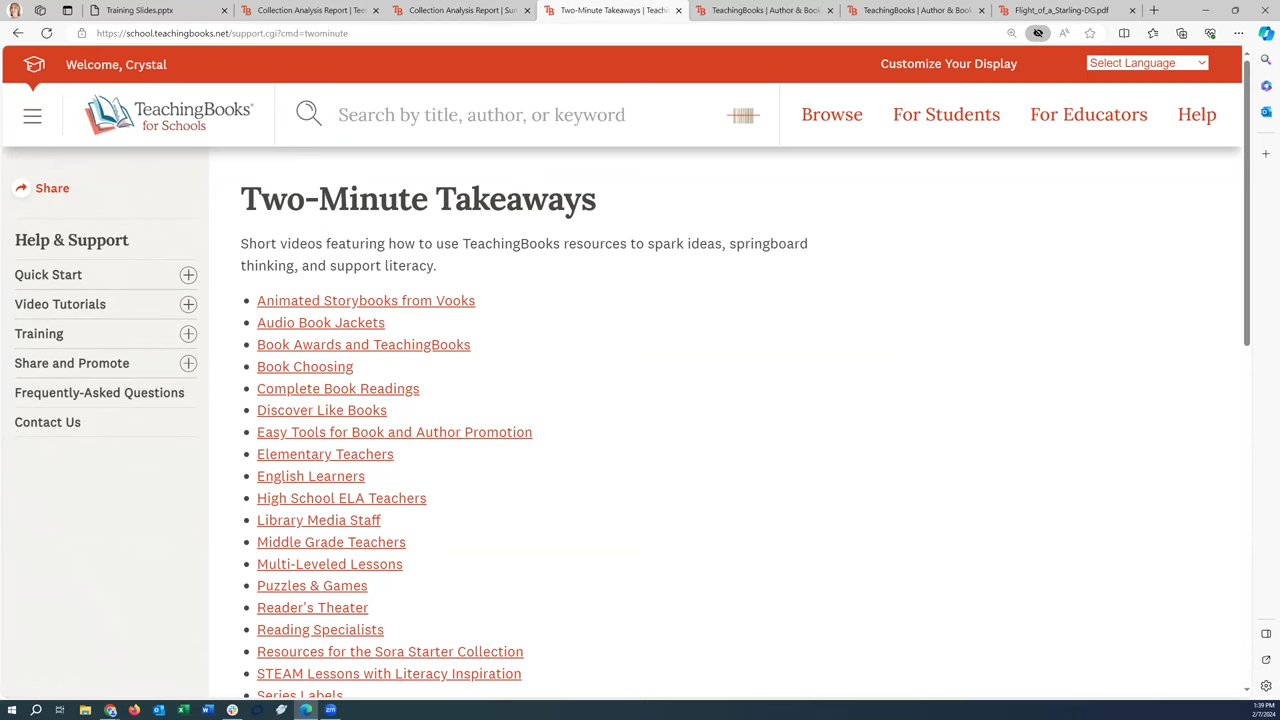 Training Slides.pptx
Collection Analysis Report | Tee
Collection Analysis Report | Sun
Two-Minute Takeaways | Teachin
TeachingBooks | Author & Book
TeachingBooks | Author & Book
Flight_of_a_Starling-DG.pdf
https://school.teachingbooks.net/support.cgi?cmd=twominute
Welcome, Crystal
Customize Your Display
Select Language
TeachingBooks
for Schools
Search by title, author, or keyword
Browse
For Students
For Educators
Help
Share
Help & Support
Quick Start
Video Tutorials
Training
Share and Promote
Frequently-Asked Questions
Contact Us
Two-Minute Takeaways
Short videos featuring how to use TeachingBooks resources to spark ideas, springboard
thinking, and support literacy.
Animated Storybooks from Vooks
Audio Book Jackets
Book Awards and TeachingBooks
Book Choosing
Complete Book Readings
Discover Like Books
Easy Tools for Book and Author Promotion
Elementary Teachers
English Learners
High School ELA Teachers
Library Media Staff
Middle Grade Teachers
Multi-Leveled Lessons
Puzzles & Games
Reader's Theater
Reading Specialists
Resources for the Sora Starter Collection
STEAM Lessons with Literacy Inspiration
Series Labels
1:39 PM
2/7/2024